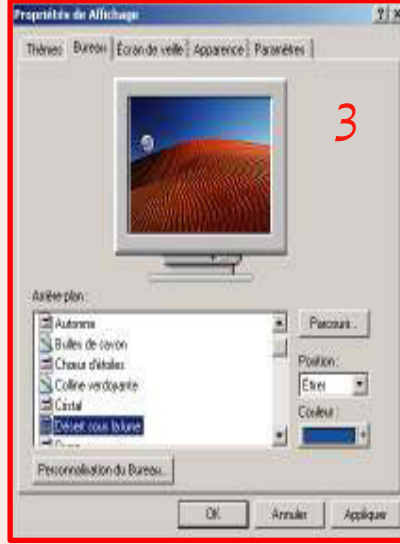 Propriétés de Affichage
Thèmes Bureau Écran de veille Apparence Paramètres
3
Arrière plan :
Automne
Parcourir...
Bulles de savon
Chœur d'étoiles
Position :
Colline verdoyante
Étirer
Cristal
Couleur :
Désert sous la lune
Personnalisation du Bureau...
OK Annuler Appliquer